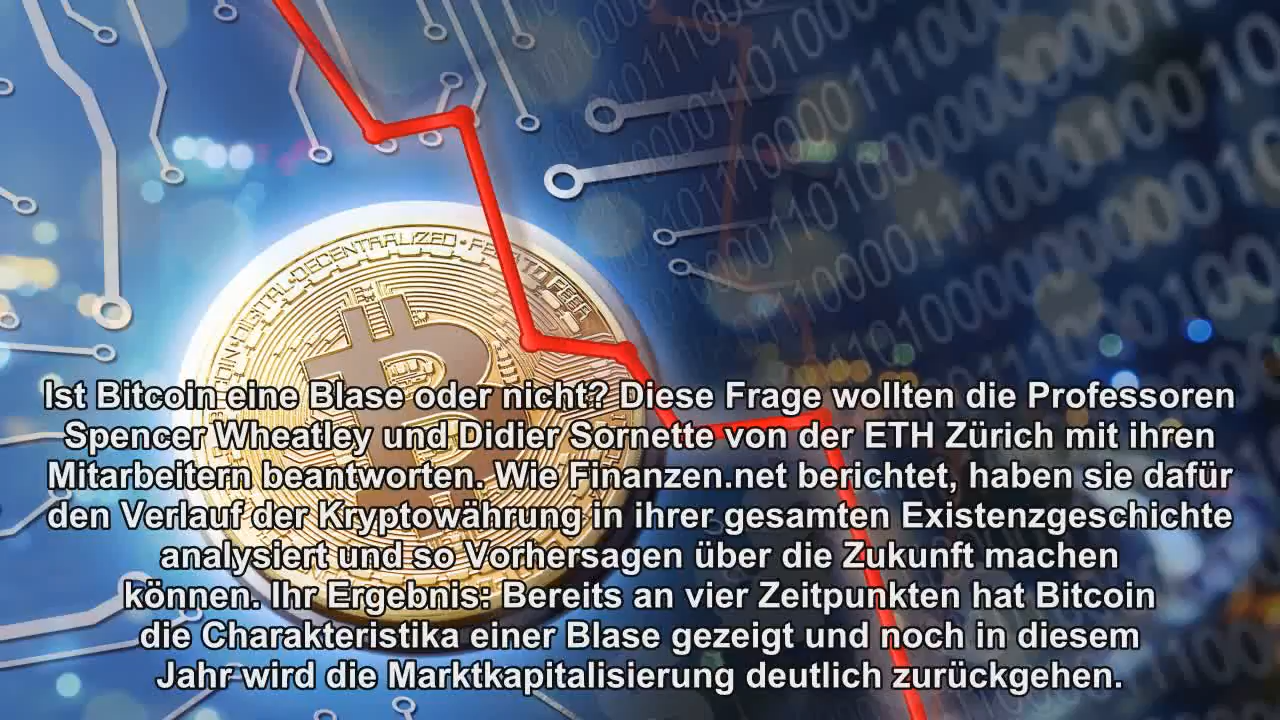 DIGITAL • DECENTRALIZED •
Ist Bitcoin eine Blase oder nicht? Diese Frage wollten die Professoren
Spencer Wheatley und Didier Sornette von der ETH Zürich mit ihren
Mitarbeitern beantworten. Wie Finanzen.net berichtet, haben sie dafür
den Verlauf der Kryptowährung in ihrer gesamten Existenzgeschichte
analysiert und so Vorhersagen über die Zukunft machen
können. Ihr Ergebnis: Bereits an vier Zeitpunkten hat Bitcoin
die Charakteristika einer Blase gezeigt und noch in diesem
Jahr wird die Marktkapitalisierung deutlich zurückgehen.